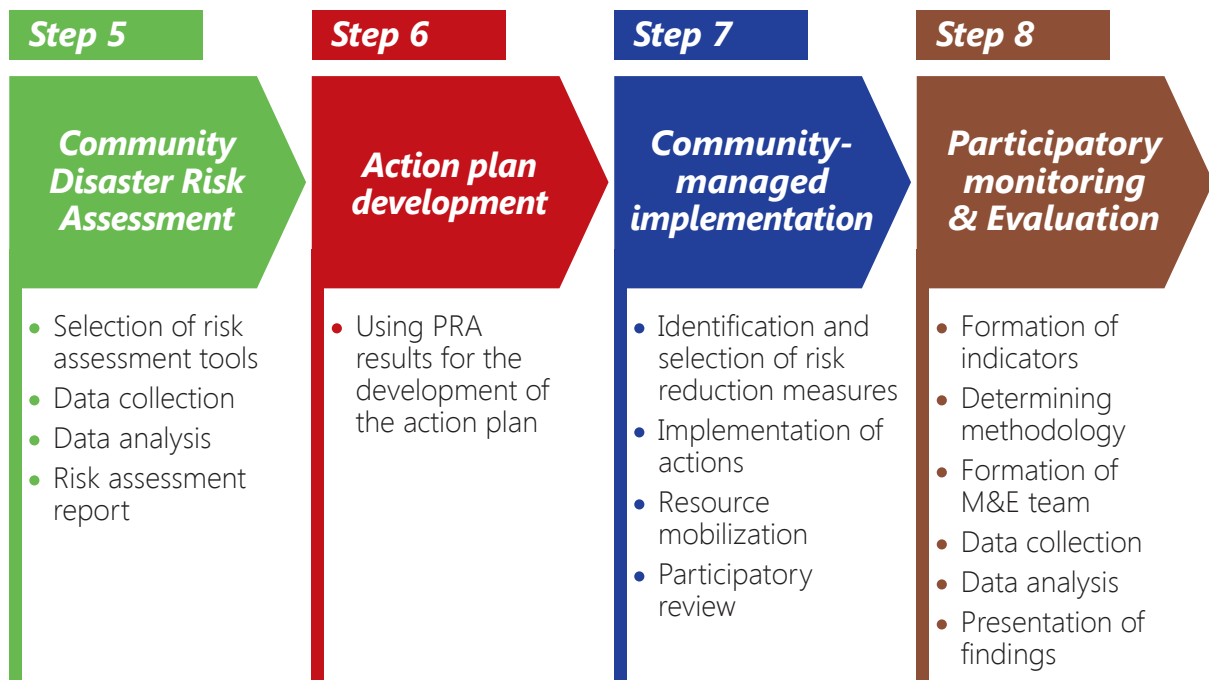 Step 5
Community
Disaster Risk
Assessment
• Selection of risk
assessment tools
• Data collection
• Data analysis
• Risk assessment
report
Step 6
Action plan
development
• Using PRA
results for the
development of
the action plan
Step 7
Community-
managed
implementation
• Identification and
selection of risk
reduction measures
• Implementation of
actions
• Resource
mobilization
• Participatory
review
Step 8
Participatory
monitoring
& Evaluation
• Formation of
indicators
• Determining
methodology
• Formation of
M&E team
• Data collection
• Data analysis
• Presentation of
findings